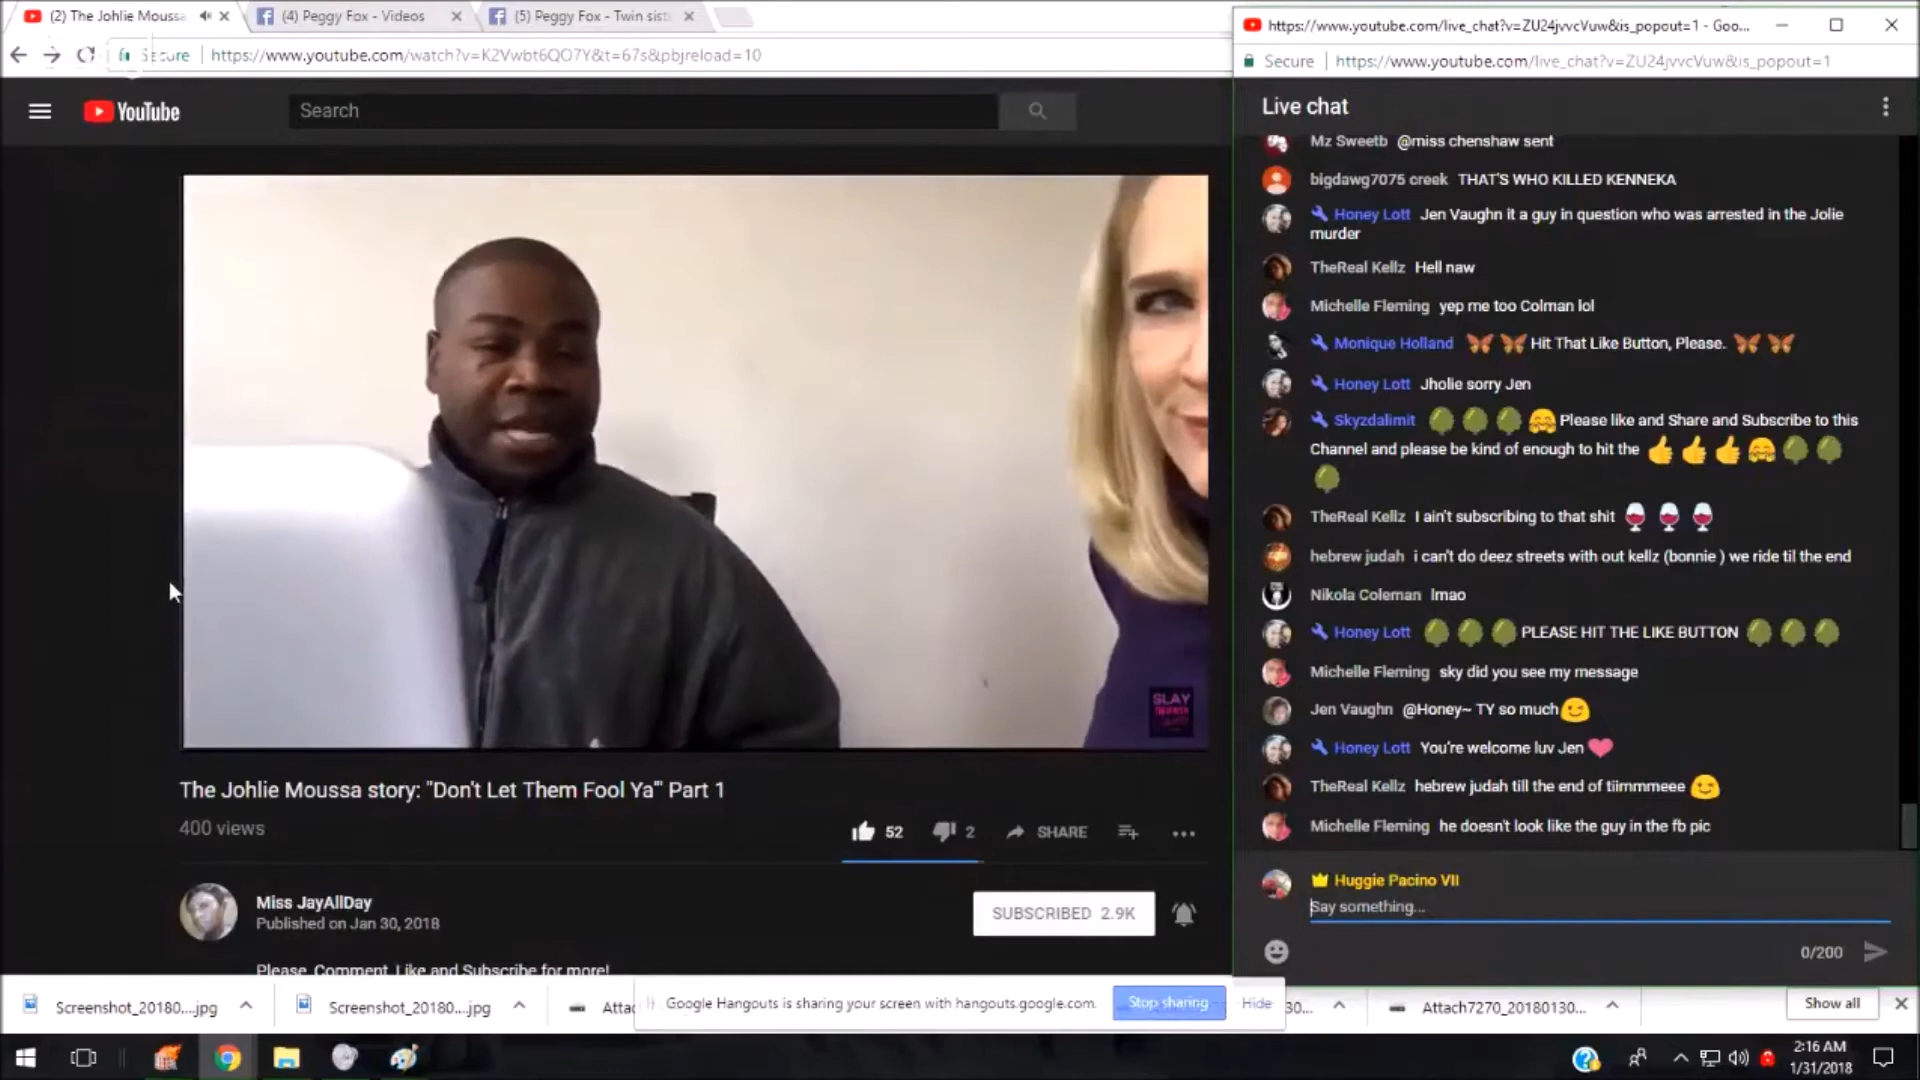 (2) The Johlie Moussa
(4) Peggy Fox - Videos
(5) Peggy Fox - Twin sist
Secure https://www.youtube.com/watch?v=K2Vwbt6QO7Y&t=67s&pbjreload=10
YouTube
Search
SLAY
The Johlie Moussa story: "Don't Let Them Fool Ya'" Part 1
400 views
52
2
SHARE
Miss JayAllDay
Published on Jan 30, 2018
SUBSCRIBED 2.9K
Please, Comment, Like and Subscribe for more!
https://www.youtube.com/live_chat?v=ZU24jvvcVuw&is_popout=1 - Goo...
Secure https://www.youtube.com/live_chat?v=ZU24jvvcVuw&is_popout=1
Live chat
Mz Sweetb @miss chenshaw sent
bigdawg7075 creek THAT'S WHO KILLED KENNEKA
Honey Lott Jen Vaughn it a guy in question who was arrested in the Jolie
murder
TheReal Kellz Hell naw
Michelle Fleming yep me too Colman lol
Monique Holland Hit That Like Button, Please.
Honey Lott Jholie sorry Jen
Skyzdalimit Please like and Share and Subscribe to this
Channel and please be kind of enough to hit the
TheReal Kellz I ain't subscribing to that shit
hebrew judah i can't do deez streets with out kellz (bonnie ) we ride til the end
Nikola Coleman lmao
Honey Lott PLEASE HIT THE LIKE BUTTON
Michelle Fleming sky did you see my message
Jen Vaughn @Honey~ TY so much
Honey Lott You're welcome luv Jen
TheReal Kellz hebrew judah till the end of tiimmmeee
Michelle Fleming he doesn't look like the guy in the fb pic
Huggie Pacino VII
Say something...
0/200
Screenshot_20180....jpg
Screenshot_20180....jpg
Attac
Google Hangouts is sharing your screen with hangouts.google.com.
Stop sharing
Hide
30...
Attach7270_20180130...
Show all
2:16 AM
1/31/2018